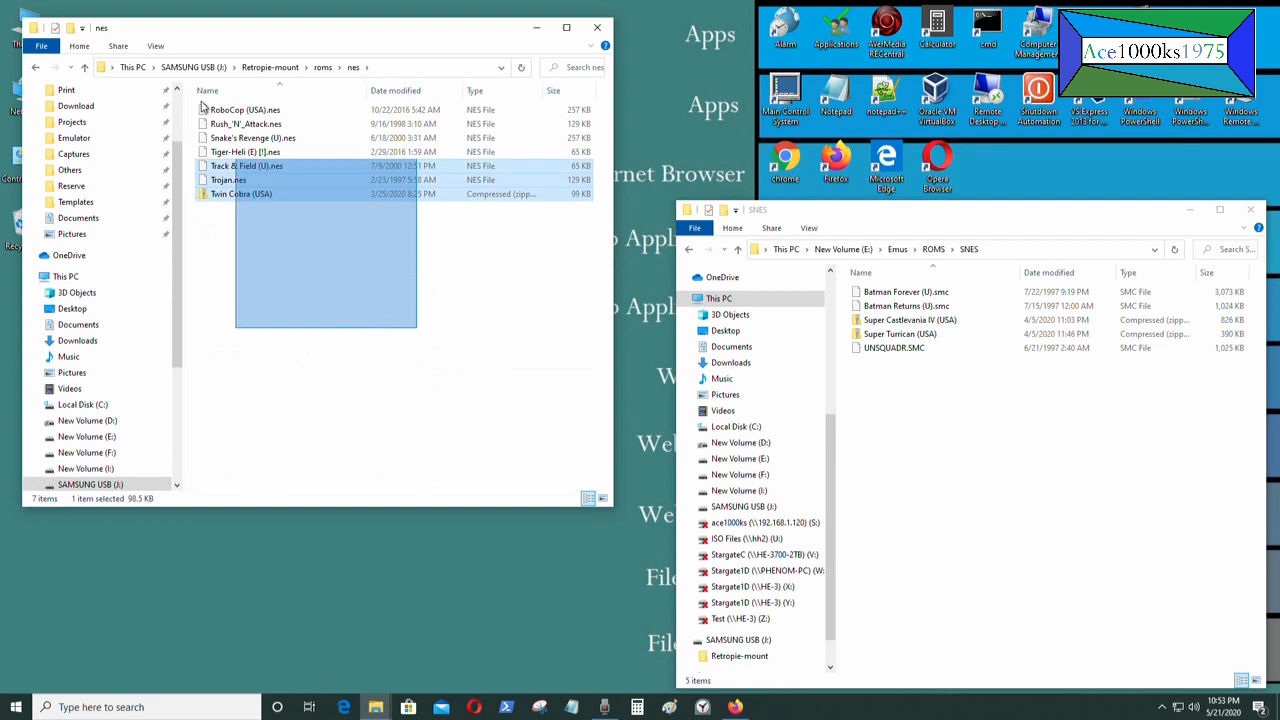 nes
File Home Share View
This PC > SAMSUNG USB (J:) > Retropie-mount > roms > nes >
Search nes
Name Date modified Type Size
RoboCop (USA).nes 10/22/2016 5:42 AM NES File 257 KB
Rush_'N'_Attack.nes 9/16/1998 3:10 AM NES File 129 KB
Snake's Revenge (U).nes 6/18/2000 3:31 AM NES File 257 KB
Tiger-Heli (E) [!].nes 2/29/2016 1:59 AM NES File 65 KB
Track & Field (U).nes 7/9/2000 12:51 PM NES File 65 KB
Trojan.nes 2/23/1997 5:58 AM NES File 129 KB
Twin Cobra (USA) 3/25/2020 8:25 PM Compressed (zipp... 99 KB
Print
Download
Projects
Emulator
Captures
Others
Reserve
Templates
Documents
Pictures
OneDrive
This PC
3D Objects
Desktop
Documents
Downloads
Music
Pictures
Videos
Local Disk (C:)
New Volume (D:)
New Volume (E:)
New Volume (F:)
New Volume (I:)
SAMSUNG USB (J:)
7 items 1 item selected 98.5 KB
Apps
Apps
Alarm
Applications
AVerMedia RECentral
Calculator
cmd
Computer Management
Ace1000ks1975
Main Control System
Notepad
notepad++
Oracle VM VirtualBox
Remote Desktop ...
Shutdown Automation
VS Express 2013 for ...
Windows PowerShell
Windows PowerSh...
Windows Remote ...
chrome
Firefox
Microsoft Edge
Opera Browser
SNES
File Home Share View
This PC > New Volume (E:) > Emus > ROMS > SNES
Search S...
Name Date modified Type Size
Batman Forever (U).smc 7/22/1997 9:19 PM SMC File 3,073 KB
Batman Returns (U).smc 7/15/1997 12:00 AM SMC File 1,024 KB
Super Castlevania IV (USA) 4/5/2020 11:03 PM Compressed (zipp... 826 KB
Super Turrican (USA) 4/5/2020 11:46 PM Compressed (zipp... 390 KB
UNSQUADR.SMC 6/21/1997 2:40 AM SMC File 1,025 KB
OneDrive
This PC
3D Objects
Desktop
Documents
Downloads
Music
Pictures
Videos
Local Disk (C:)
New Volume (D:)
New Volume (E:)
New Volume (F:)
New Volume (I:)
SAMSUNG USB (J:)
ace1000ks (\\192.168.1.120) (S:)
ISO Files (\\hh2) (U:)
StargateC (\\HE-3700-2TB) (V:)
Stargate1D (\\PHENOM-PC) (W:
Stargate1D (\\HE-3) (X:)
Stargate1D (\\HE-3) (Y:)
Test (\\HE-3) (Z:)
SAMSUNG USB (J:)
Retropie-mount
5 items
Type here to search
10:53 PM
5/21/2020
2